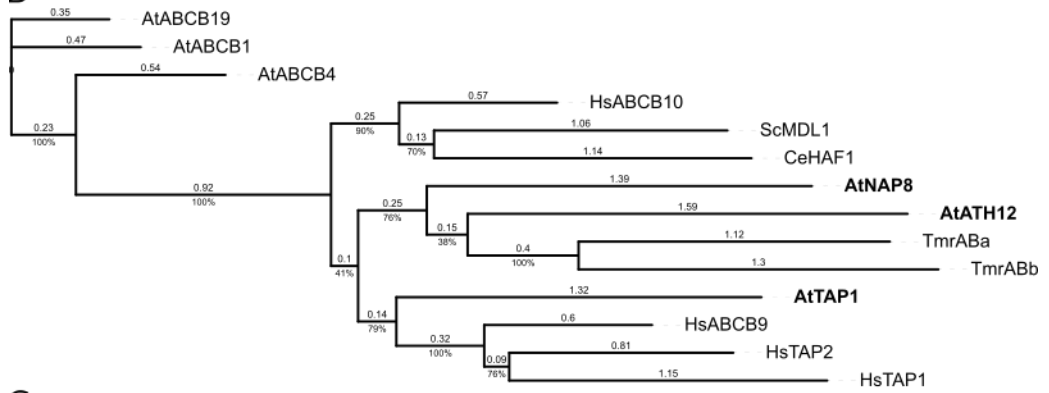 0.35 AtABCB19
0.47 AtABCB1
0.54 AtABCB4
0.57 HsABCB10
0.25
90%
1.06 ScMDL1
0.23
100%
0.13
70%
1.14 CeHAF1
0.92
100%
1.39 AtNAP8
0.25
76%
1.59 AtATH12
0.15
38%
1.12 TmrABa
0.4
100%
0.1
41%
1.3 TmrABb
1.32 AtTAP1
0.14
79%
0.6 HsABCB9
0.32
100%
0.81 HsTAP2
0.09
76%
1.15 HsTAP1